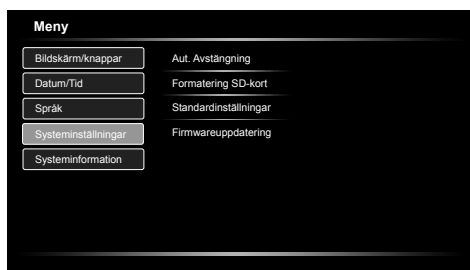 Meny
Bildskärm/knappar
Aut. Avstängning
Datum/Tid
Formatering SD-kort
Språk
Standardinställningar
Systeminställningar
Firmwareuppdatering
Systeminformation